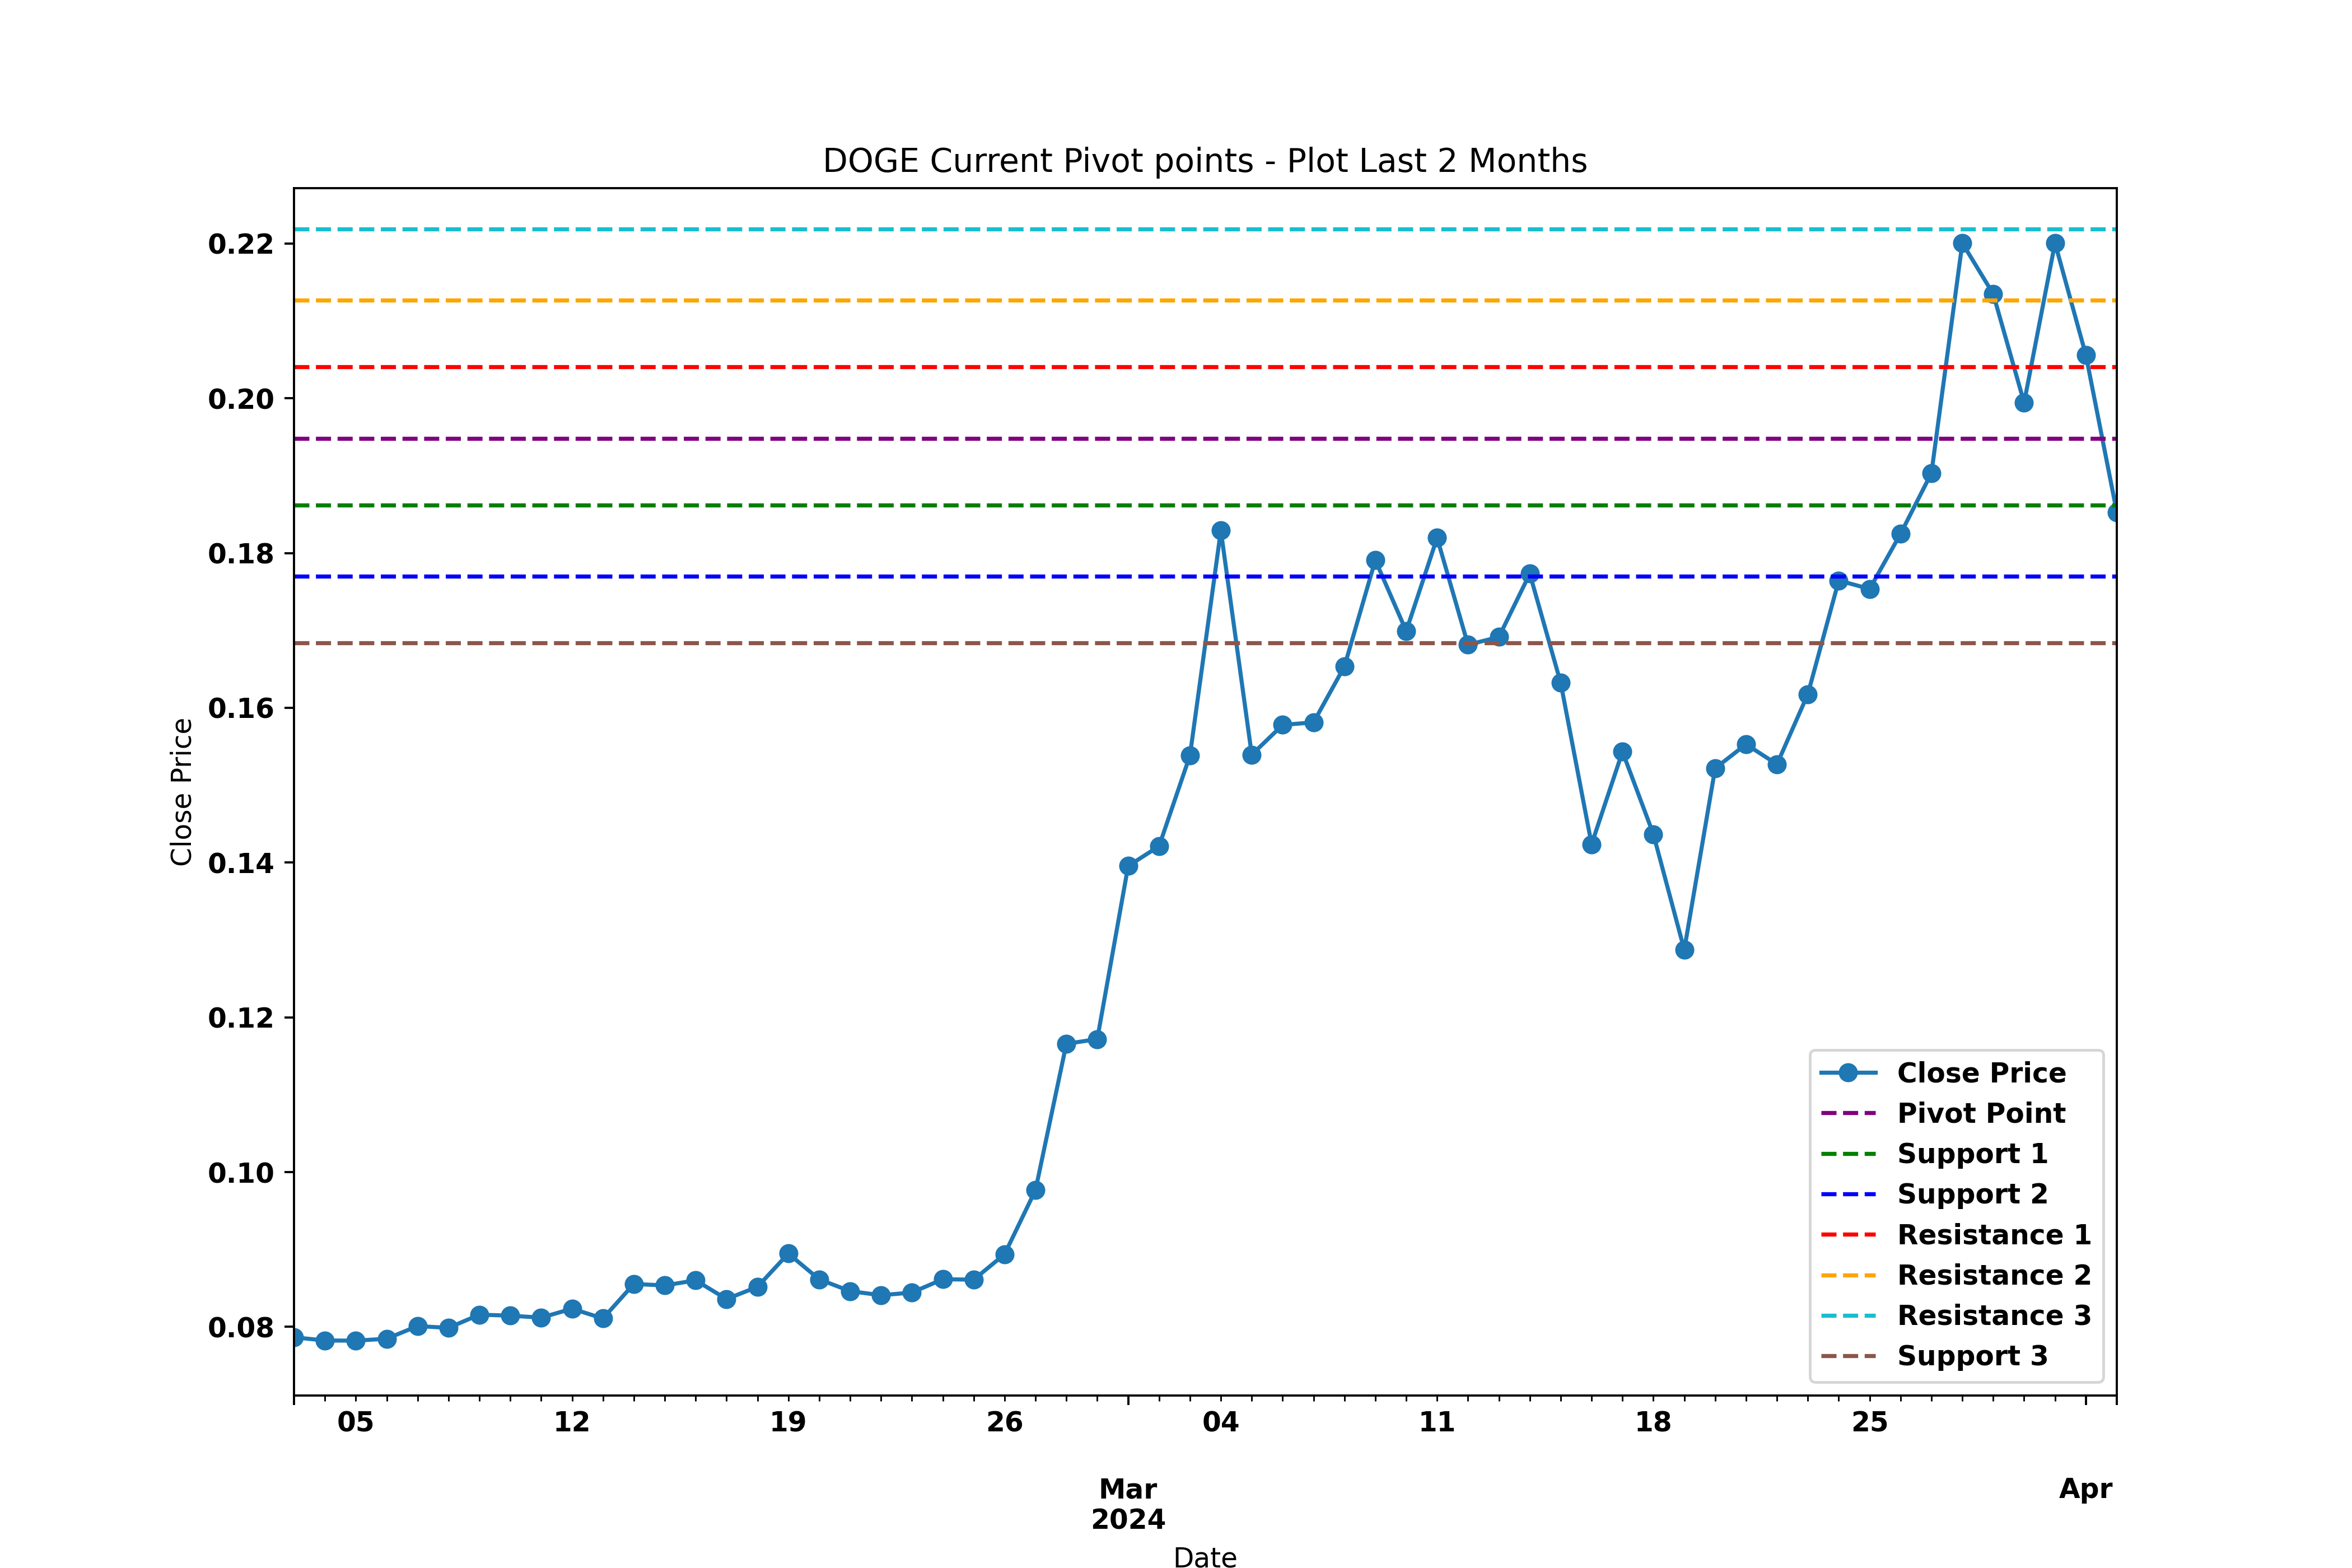 DOGE Current Pivot points - Plot Last 2 Months
0.22
0.20
0.18
0.16
0.14
0.12
0.10
0.08
Close Price
Close Price
Pivot Point
Support 1
Support 2
Resistance 1
Resistance 2
Resistance 3
Support 3
05 12 19 26 04 11 18 25
Mar Apr
2024
Date